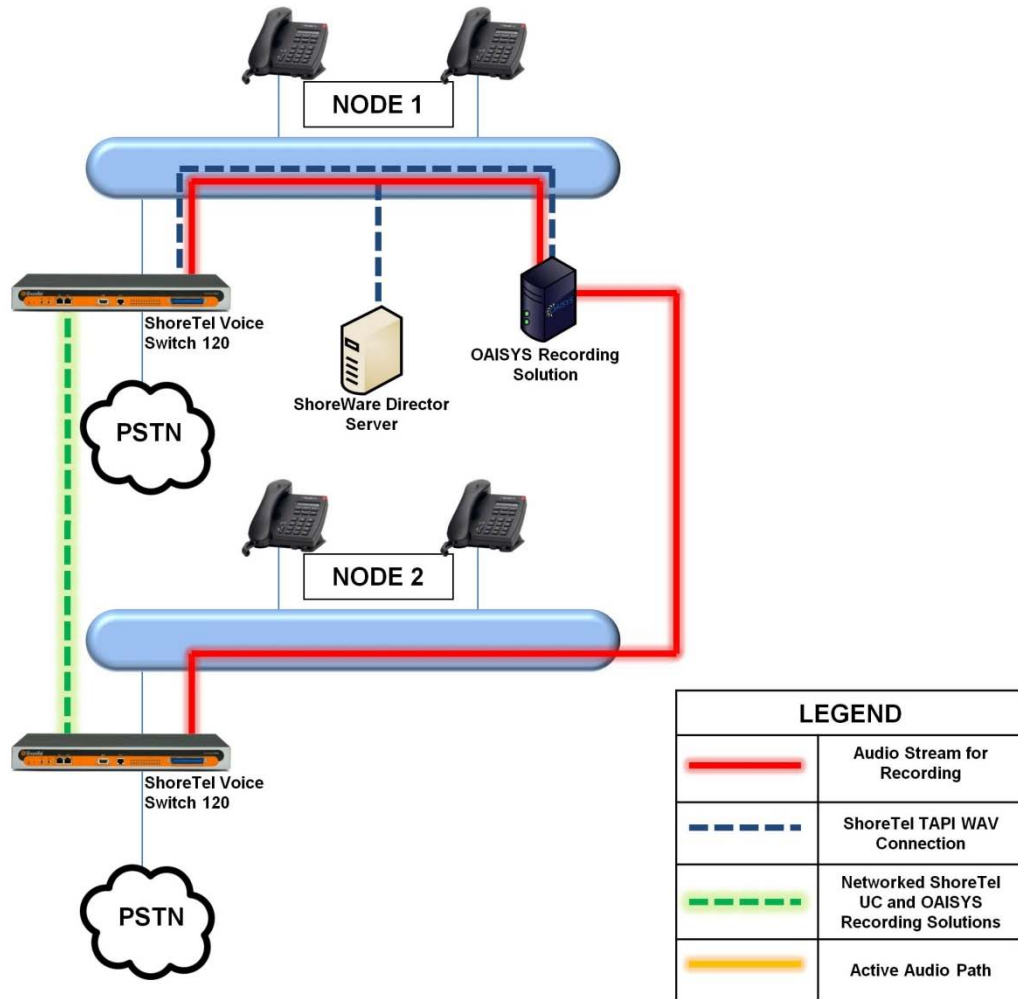 NODE 1
ShoreTel Voice
Switch 120
OAISYS Recording
Solution
ShoreWare Director
Server
PSTN
NODE 2
ShoreTel Voice
Switch 120
PSTN
LEGEND
Audio Stream for
Recording
ShoreTel TAPI WAV
Connection
Networked ShoreTel
UC and OAISYS
Recording Solutions
Active Audio Path